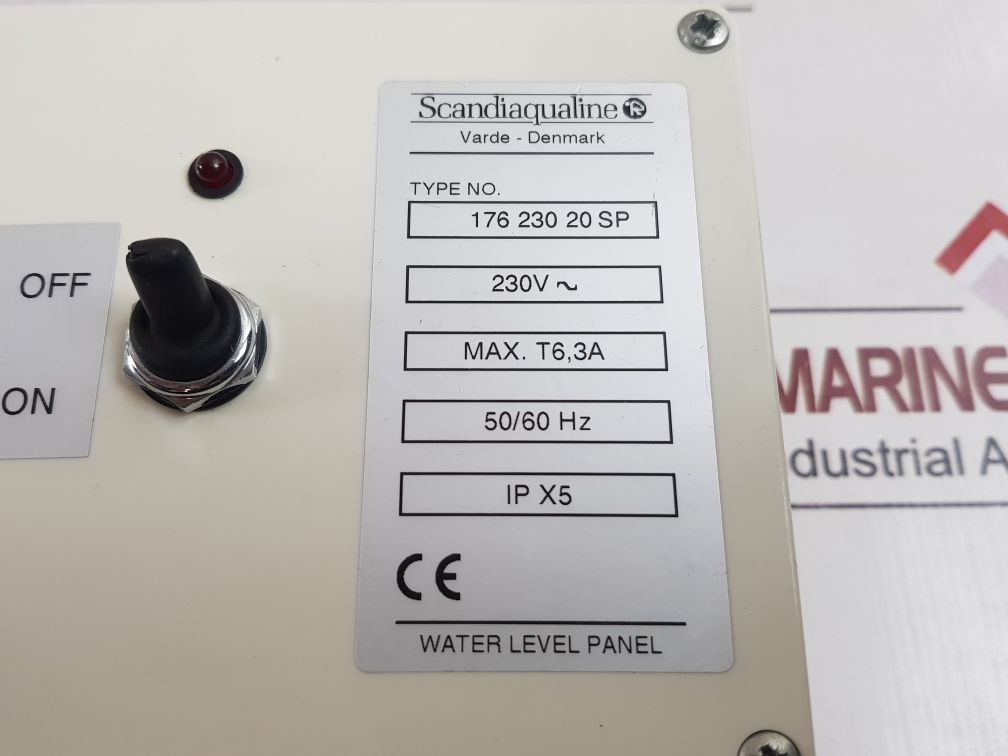 Scandiaqualine
Varde - Denmark
TYPE NO.
176 230 20 SP
230V ~
MAX. T6,3A
50/60 Hz
IP X5
CE
WATER LEVEL PANEL
OFF
ON
MARINE
dustrial A